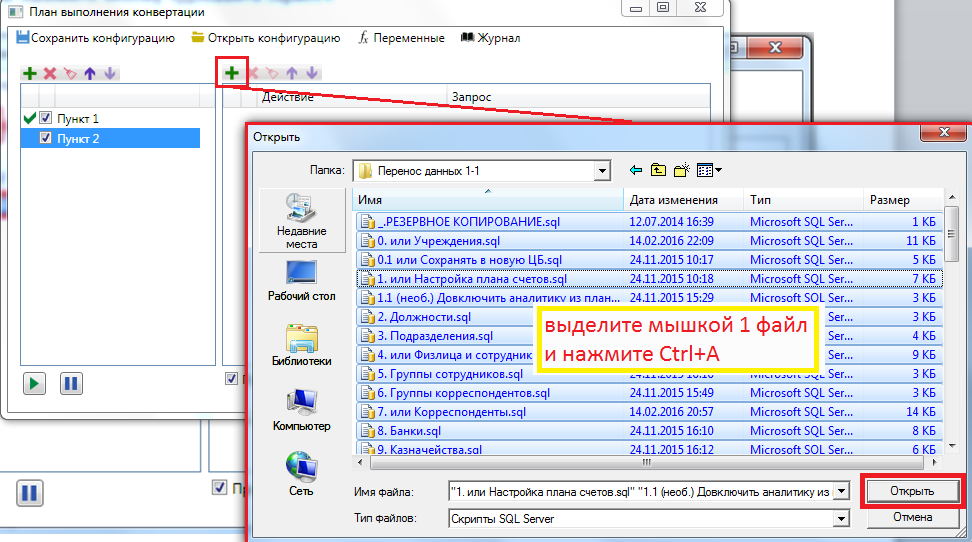 План выполнения конвертации
Сохранить конфигурацию Открыть конфигурацию fx Переменные Журнал
Действие Запрос
Пункт 1
Пункт 2
Открыть
Папка: Перенос данных 1-1
Имя Дата изменения Тип Размер
_.РЕЗЕРВНОЕ КОПИРОВАНИЕ.sql 12.07.2014 16:39 Microsoft SQL Ser... 1 КБ
0. или Учреждения.sql 14.02.2016 22:09 Microsoft SQL Ser... 11 КБ
0.1 или Сохранять в новую ЦБ.sql 24.11.2015 10:17 Microsoft SQL Ser... 5 КБ
1. или Настройка плана счетов.sql 24.11.2015 10:18 Microsoft SQL Ser... 7 КБ
1.1 (необ.) Довключить аналитику из план... 24.11.2015 15:29 Microsoft SQL Ser... 3 КБ
2. Должности.sql Microsoft SQL Ser... 3 КБ
3. Подразделения.sql Microsoft SQL Ser... 4 КБ
4. или Физлица и сотрудник Microsoft SQL Ser... 9 КБ
5. Группы сотрудников.sql Microsoft SQL Ser... 3 КБ
6. Группы корреспондентов.sql 24.11.2015 15:49 Microsoft SQL Ser... 3 КБ
7. или Корреспонденты.sql 14.02.2016 20:57 Microsoft SQL Ser... 14 КБ
8. Банки.sql 24.11.2015 16:11 Microsoft SQL Ser... 8 КБ
9. Казначейства.sql 24.11.2015 16:12 Microsoft SQL Ser... 6 КБ
выделите мышкой 1 файл
и нажмите Ctrl+A
Недавние
места
Рабочий стол
Библиотеки
Компьютер
Сеть
Имя файла: "1. или Настройка плана счетов.sql" "1.1 (необ.) Довключить аналитику из Открыть
Тип файлов: Скрипты SQL Server Отмена